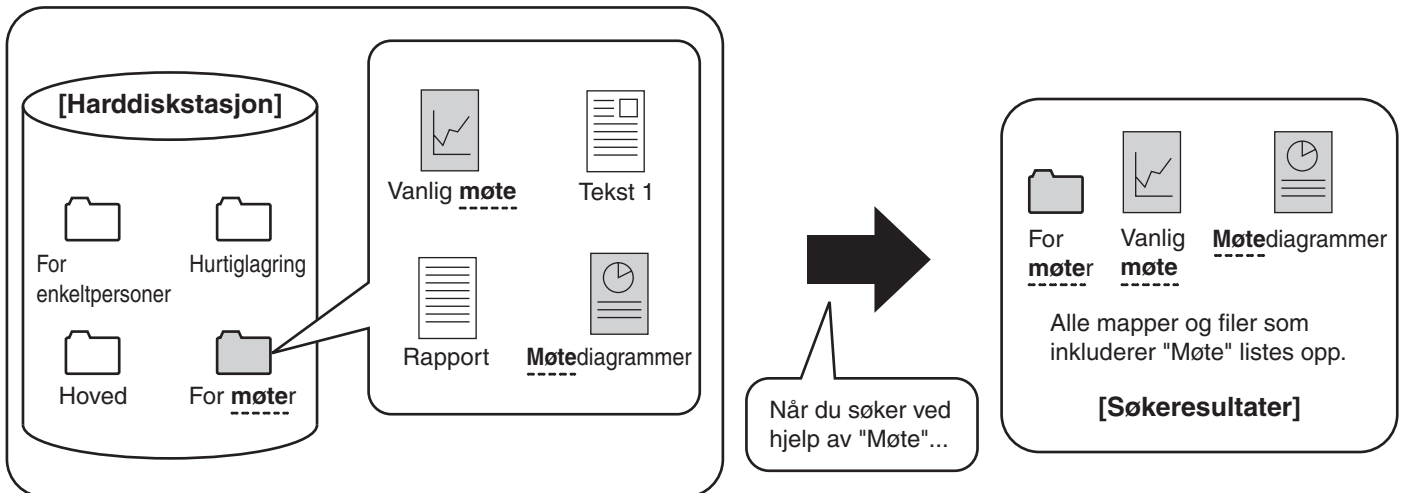 [Harddiskstasjon]
For
enkeltpersoner
Hurtiglagring
Hoved
For møter
Vanlig møte
Tekst 1
Rapport
Møtediagrammer
Når du søker ved
hjelp av "Møte"...
For
møter
Vanlig
møte
Møtediagrammer
Alle mapper og filer som
inkluderer "Møte" listes opp.
[Søkeresultater]